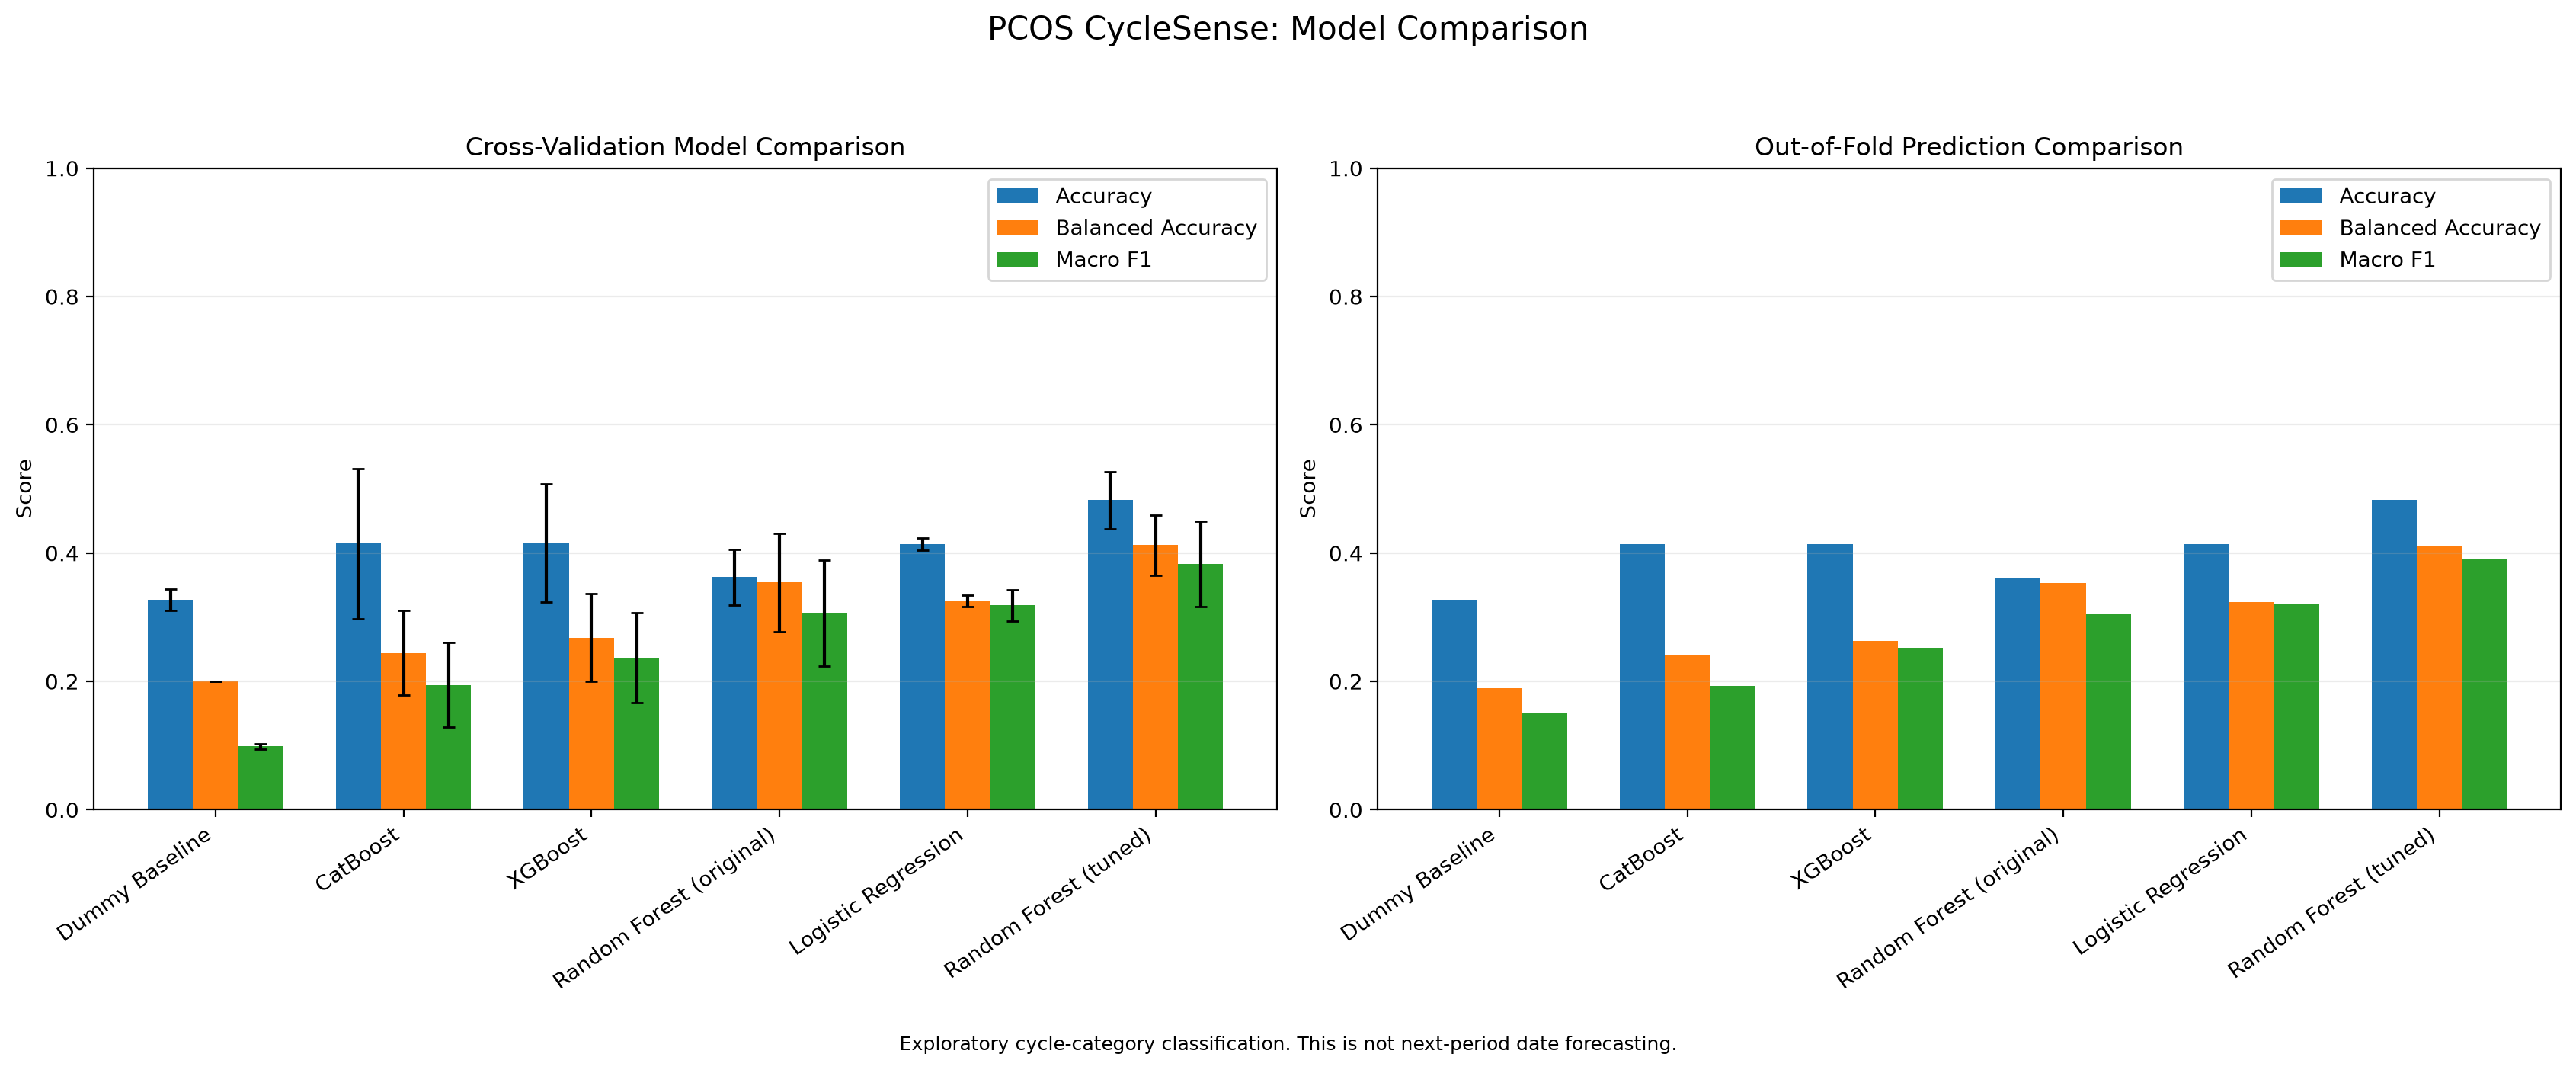 PCOS CycleSense: Model Comparison
Cross-Validation Model Comparison
1.0
0.8
0.6
0.4
0.2
0.0
Score
Accuracy
Balanced Accuracy
Macro F1
Dummy Baseline
CatBoost
XGBoost
Random Forest (original)
Logistic Regression
Random Forest (tuned)
Out-of-Fold Prediction Comparison
1.0
0.8
0.6
0.4
0.2
0.0
Score
Accuracy
Balanced Accuracy
Macro F1
Dummy Baseline
CatBoost
XGBoost
Random Forest (original)
Logistic Regression
Random Forest (tuned)
Exploratory cycle-category classification. This is not next-period date forecasting.